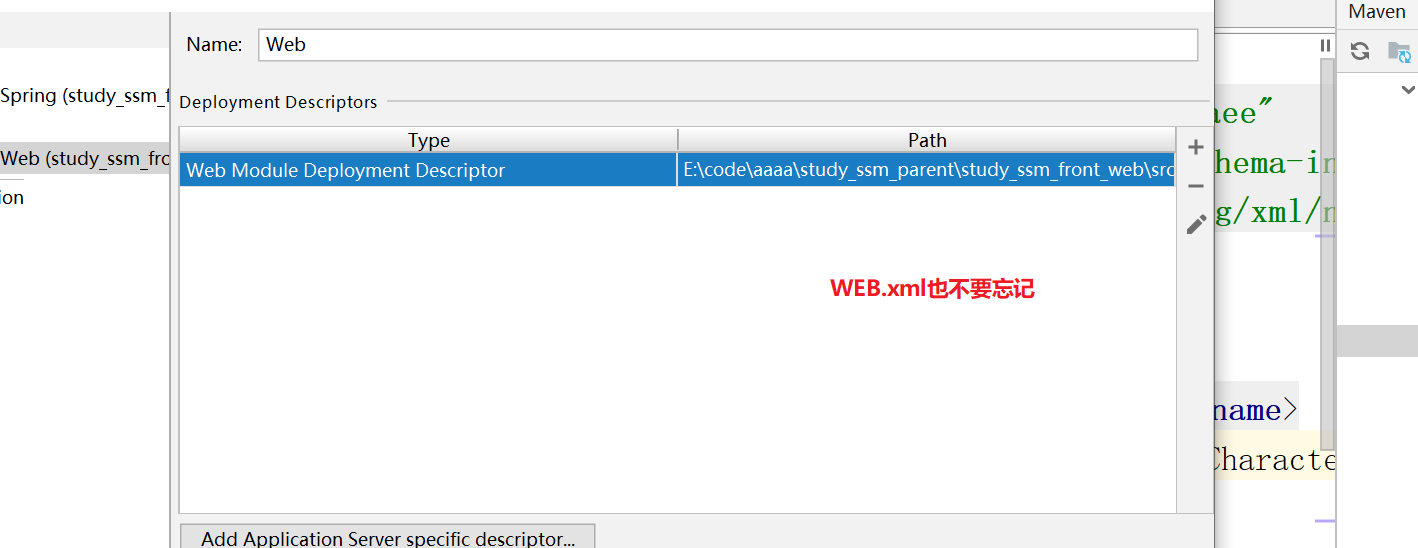 Maven
Name:
Web
Spring (study_ssm_f
Deployment Descriptors
aee"
Type
Path
Web (study_ssm_fro
Web Module Deployment Descriptor
E:\code\aaaa\study_ssm_parent\study_ssm_front_web\src
hema-in
ion
g/xml/n
WEB.xml也不要忘记
name>
Characte
Add Application Server specific descriptor...